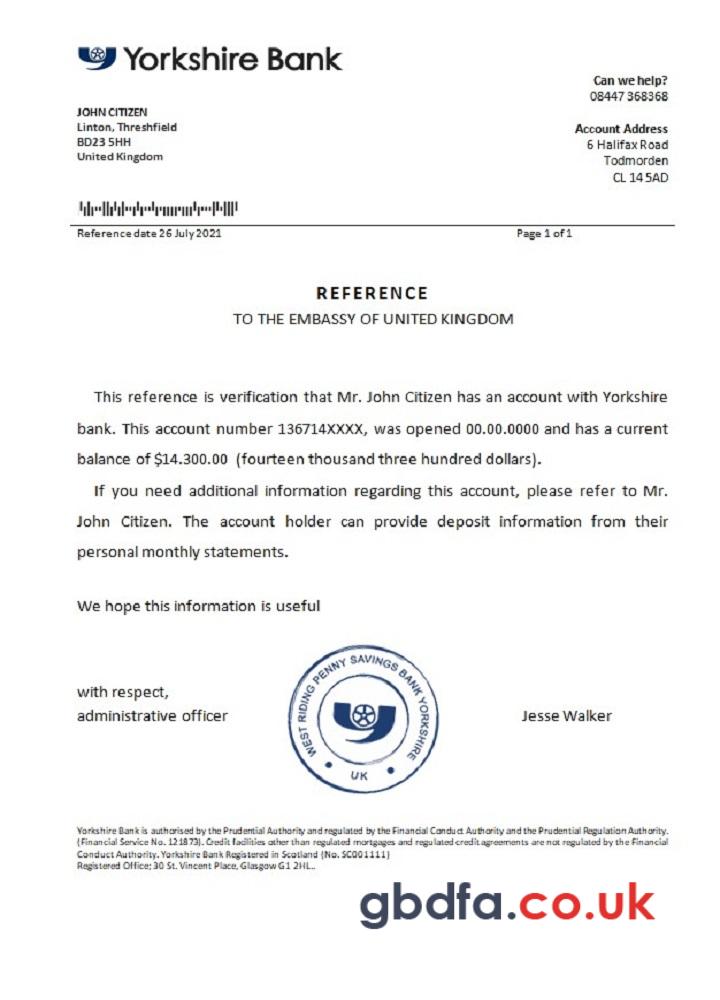 Yorkshire Bank
Can we help?
08447 368368
JOHN CITIZEN
Linton, Threshfield
BD23 5HH
United Kingdom
Account Address
6 Halifax Road
Todmorden
CL 14 5AD
Reference date 26 July 2021
Page 1 of 1
REFERENCE
TO THE EMBASSY OF UNITED KINGDOM
This reference is verification that Mr. John Citizen has an account with Yorkshire
bank. This account number 136714XXXX, was opened 00.00.0000 and has a current
balance of $14.300.00 (fourteen thousand three hundred dollars).
If you need additional information regarding this account, please refer to Mr.
John Citizen. The account holder can provide deposit information from their
personal monthly statements.
We hope this information is useful
with respect,
administrative officer
WEST RIDING PENNY SAVINGS BANK YORKSHIRE
UK
Jesse Walker
Yorkshire Bank is authorised by the Prudential Authority and regulated by the Financial Conduct Authority and the Prudential Regulation Authority.
(Financial Service No. 121873). Credit facilities other than regulated mortgages and regulated credit agreements are not regulated by the Financial
Conduct Authority. Yorkshire Bank Registered in Scotland (No. SC001111)
Registered Office; 30 St. Vincent Place, Glasgow G1 2HL..
gbdfa.co.uk